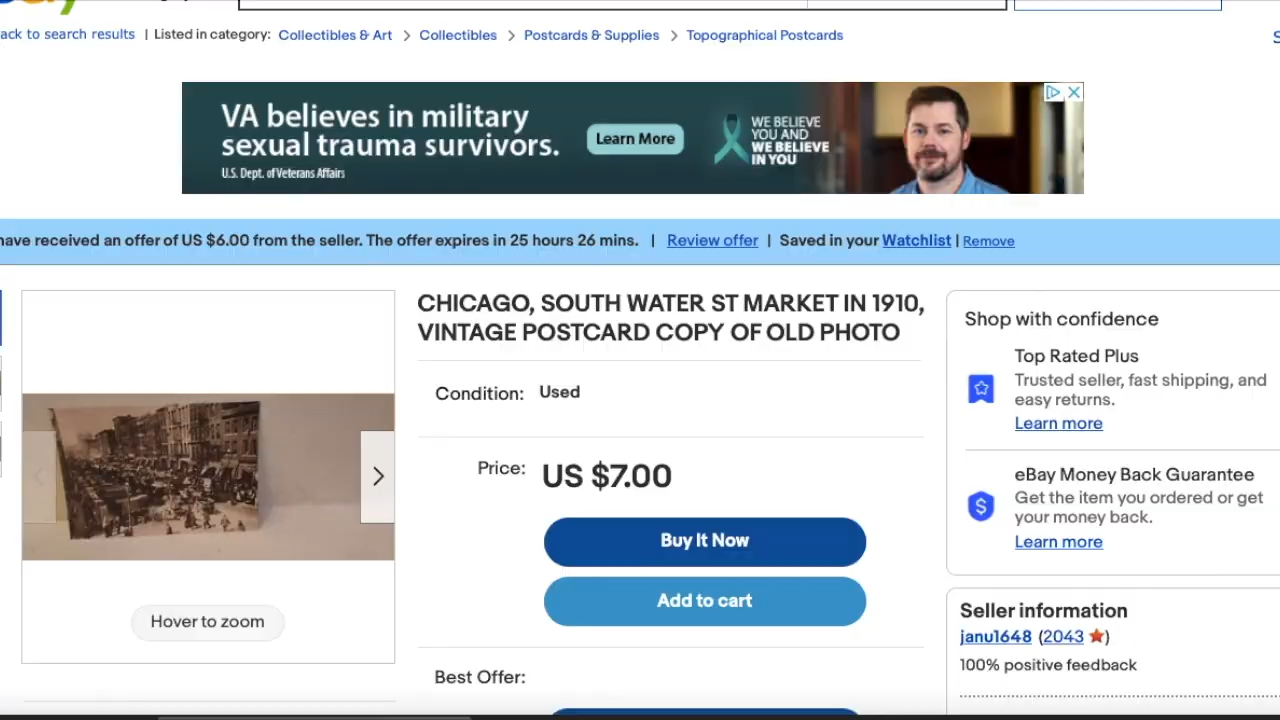 ack to search results | Listed in category: Collectibles & Art > Collectibles > Postcards & Supplies > Topographical Postcards
VA believes in military
sexual trauma survivors.
U.S. Dept. of Veterans Affairs
Learn More
WE BELIEVE
YOU AND
WE BELIEVE
IN YOU
have received an offer of US $6.00 from the seller. The offer expires in 25 hours 26 mins. | Review offer | Saved in your Watchlist | Remove
CHICAGO, SOUTH WATER ST MARKET IN 1910,
VINTAGE POSTCARD COPY OF OLD PHOTO
Condition: Used
Price: US $7.00
Buy It Now
Add to cart
Best Offer:
Hover to zoom
Shop with confidence
Top Rated Plus
Trusted seller, fast shipping, and
easy returns.
Learn more
eBay Money Back Guarantee
Get the item you ordered or get
your money back.
Learn more
Seller information
janu1648 (2043 ★)
100% positive feedback